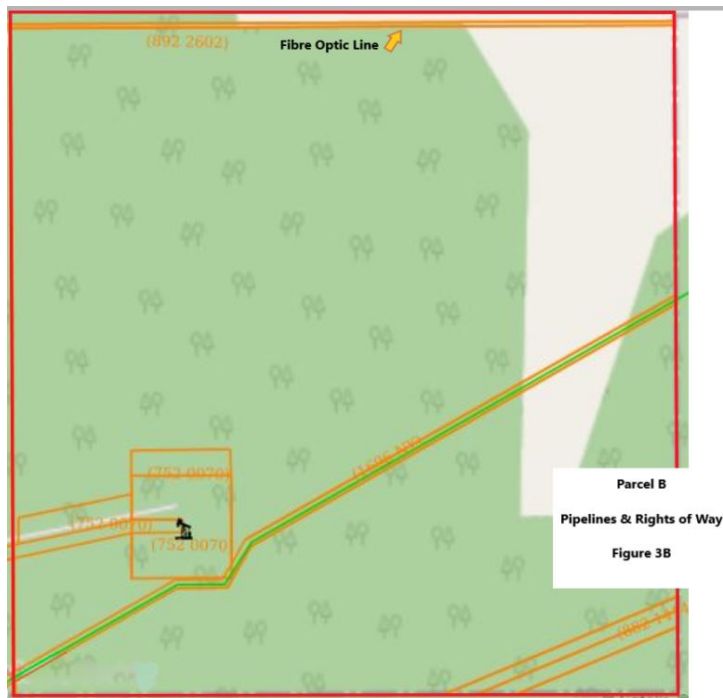 (892 2602)
Fibre Optic Line
(752 0070)
(752 0070)
(752 0070)
Parcel B
Pipelines & Rights of Way
Figure 3B